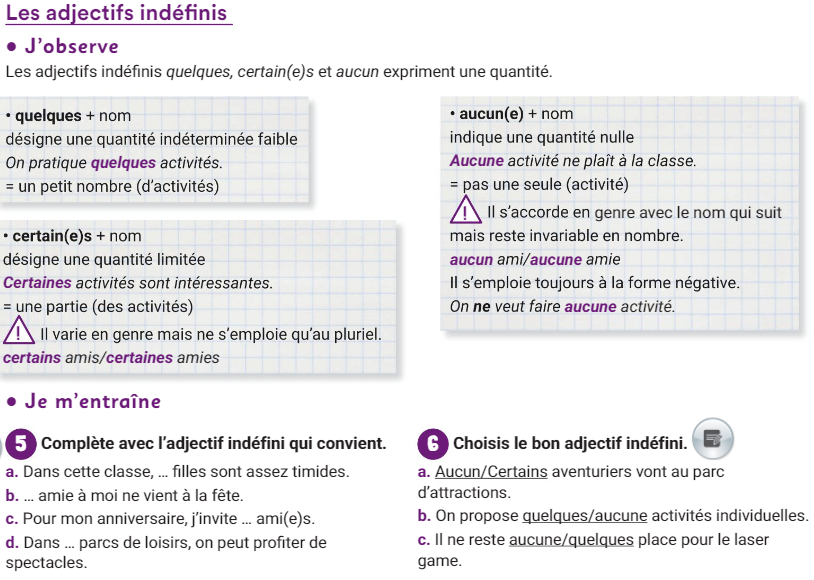 Les adjectifs indéfinis
• J'observe
Les adjectifs indéfinis quelques, certain(e)s et aucun expriment une quantité.
• quelques + nom
désigne une quantité indéterminée faible
On pratique quelques activités.
= un petit nombre (d'activités)
• certain(e)s + nom
désigne une quantité limitée
Certaines activités sont intéressantes.
= une partie (des activités)
! Il varie en genre mais ne s'emploie qu'au pluriel.
certains amis/certaines amies
• aucun(e) + nom
indique une quantité nulle
Aucune activité ne plaît à la classe.
= pas une seule (activité)
! Il s'accorde en genre avec le nom qui suit
mais reste invariable en nombre.
aucun ami/aucune amie
Il s'emploie toujours à la forme négative.
On ne veut faire aucune activité.
• Je m'entraîne
5 Complète avec l'adjectif indéfini qui convient.
a. Dans cette classe, … filles sont assez timides.
b. … amie à moi ne vient à la fête.
c. Pour mon anniversaire, j'invite … ami(e)s.
d. Dans … parcs de loisirs, on peut profiter de
spectacles.
6 Choisis le bon adjectif indéfini.
a. Aucun/Certains aventuriers vont au parc
d'attractions.
b. On propose quelques/aucune activités individuelles.
c. Il ne reste aucune/quelques place pour le laser
game.